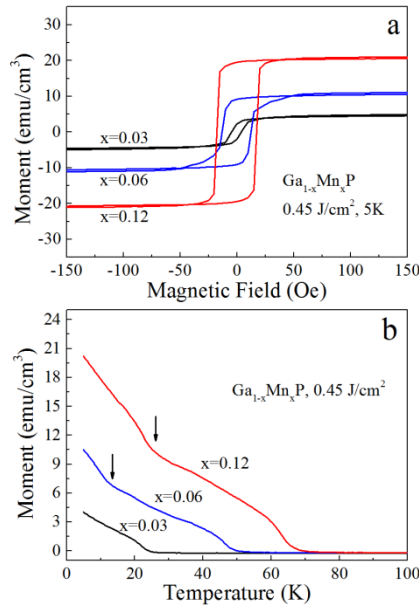 a
30
20
10
0
-10
-20
-30
Moment (emu/cm³)
x=0.03
x=0.06
x=0.12
Ga₁₋ₓMnₓP
0.45 J/cm², 5K
-150 -100 -50 0 50 100 150
Magnetic Field (Oe)
b
24
21
18
15
12
9
6
3
0
Moment (emu/cm³)
Ga₁₋ₓMnₓP, 0.45 J/cm²
x=0.12
x=0.06
x=0.03
0 20 40 60 80 100
Temperature (K)